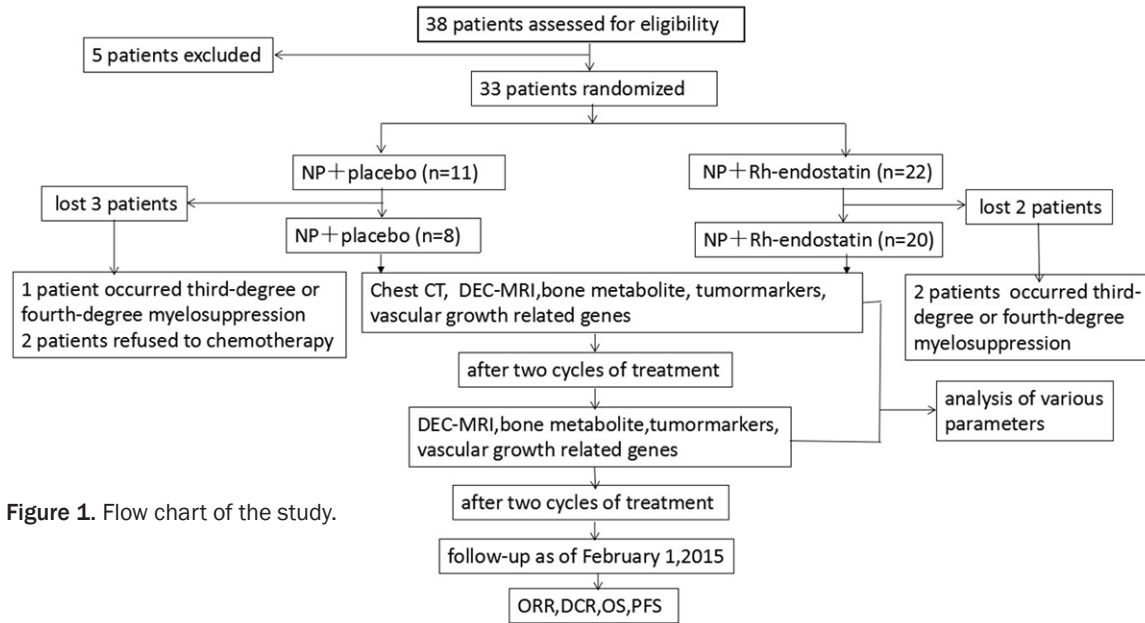 38 patients assessed for eligibility
5 patients excluded
33 patients randomized
NP+placebo (n=11)
NP+Rh-endostatin (n=22)
lost 3 patients
lost 2 patients
NP+placebo (n=8)
NP+Rh-endostatin (n=20)
1 patient occurred third-degree or
fourth-degree myelosuppression
2 patients refused to chemotherapy
Chest CT, DEC-MRI,bone metabolite, tumormarkers,
vascular growth related genes
2 patients occurred third-
degree or fourth-degree
myelosuppression
after two cycles of treatment
analysis of various
parameters
DEC-MRI,bone metabolite,tumormarkers,
vascular growth related genes
after two cycles of treatment
Figure 1. Flow chart of the study.
follow-up as of February 1,2015
ORR,DCR,OS,PFS